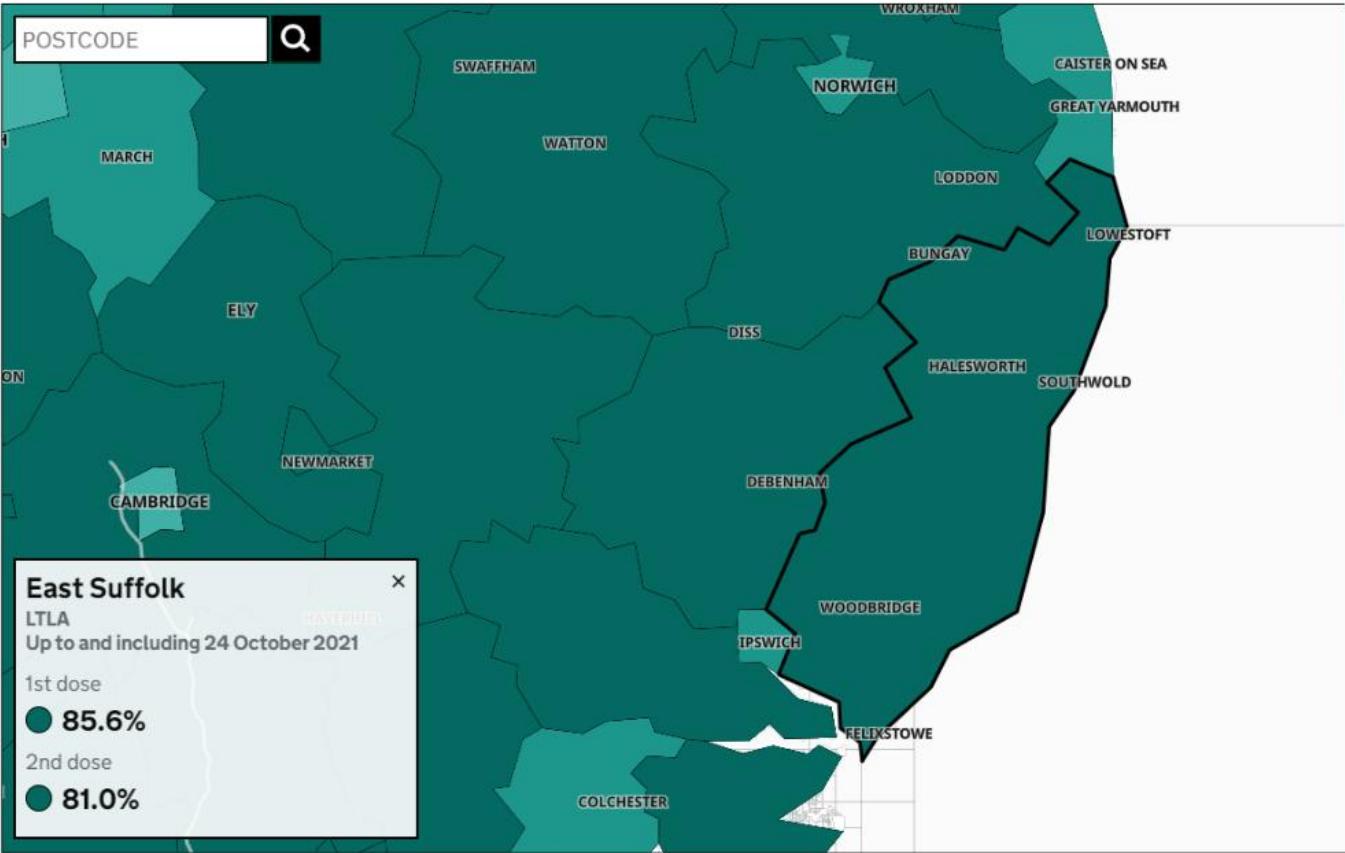 POSTCODE
WROXHAM
SWAFFHAM
CAISTER ON SEA
NORWICH
GREAT YARMOUTH
WATTON
MARCH
LODDON
LOWESTOFT
BUNGAY
ELY
DISS
HALESWORTH
ON
SOUTHWOLD
NEWMARKET
DEBENHAM
CAMBRIDGE
East Suffolk
×
LTLA
HAVERHILL
Up to and including 24 October 2021
WOODBRIDGE
IPSWICH
1st dose
85.6%
FELIXSTOWE
2nd dose
81.0%
COLCHESTER